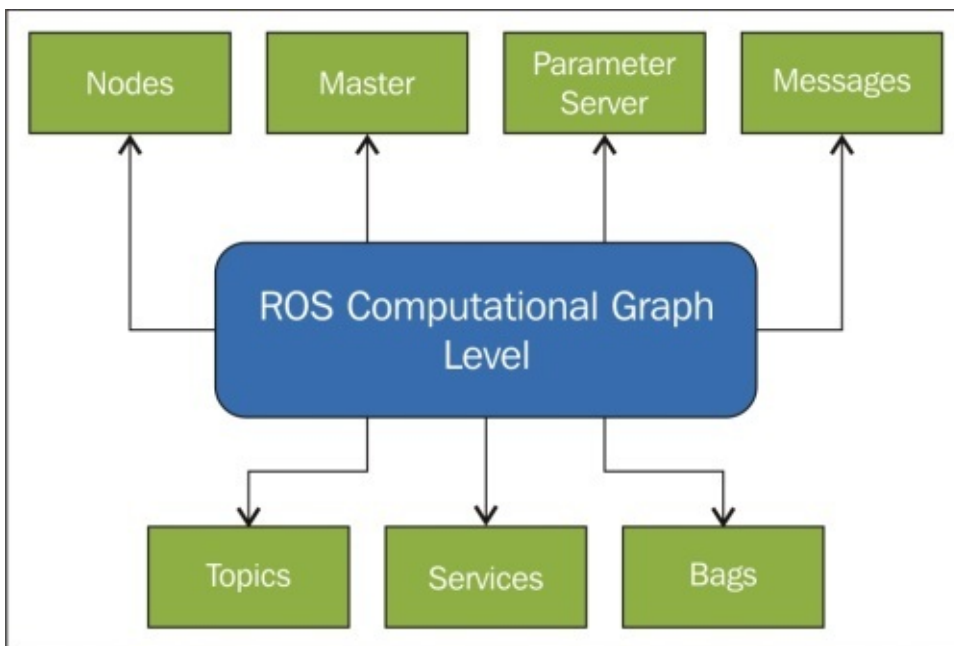 Nodes
Master
Parameter
Server
Messages
ROS Computational Graph
Level
Topics
Services
Bags